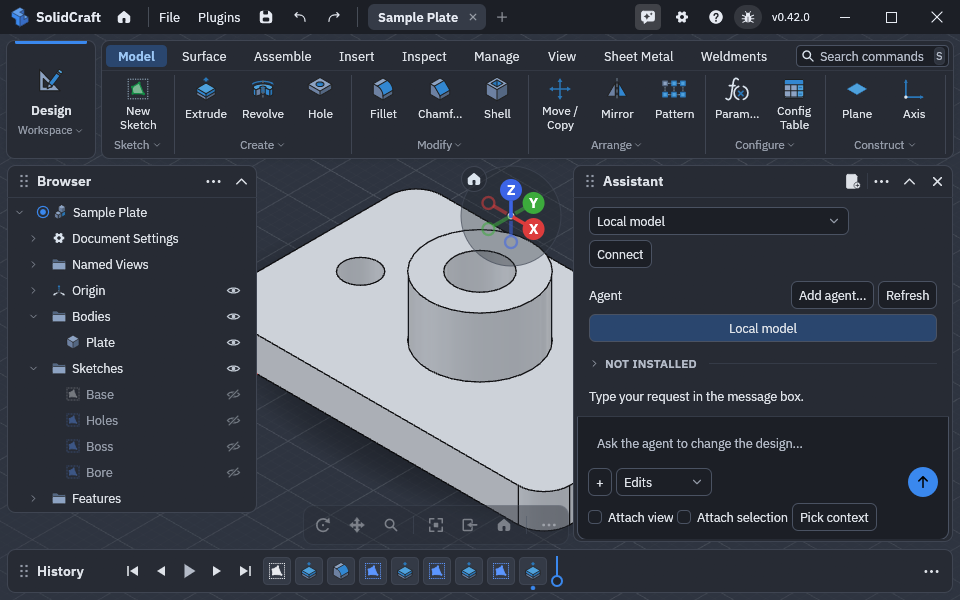 SolidCraft File Plugins Sample Plate v0.42.0
Model Surface Assemble Insert Inspect Manage View Sheet Metal Weldments Search commands S
Design
Workspace
New Sketch
Extrude
Revolve
Hole
Fillet
Chamf...
Shell
Move / Copy
Mirror
Pattern
Param...
Config Table
Plane
Axis
Sketch Create Modify Arrange Configure Construct
Browser
Sample Plate
Document Settings
Named Views
Origin
Bodies
Plate
Sketches
Base
Holes
Boss
Bore
Features
Z
Y
X
Assistant
Local model
Connect
Agent Add agent... Refresh
Local model
NOT INSTALLED
Type your request in the message box.
Ask the agent to change the design...
+ Edits
Attach view Attach selection Pick context
History